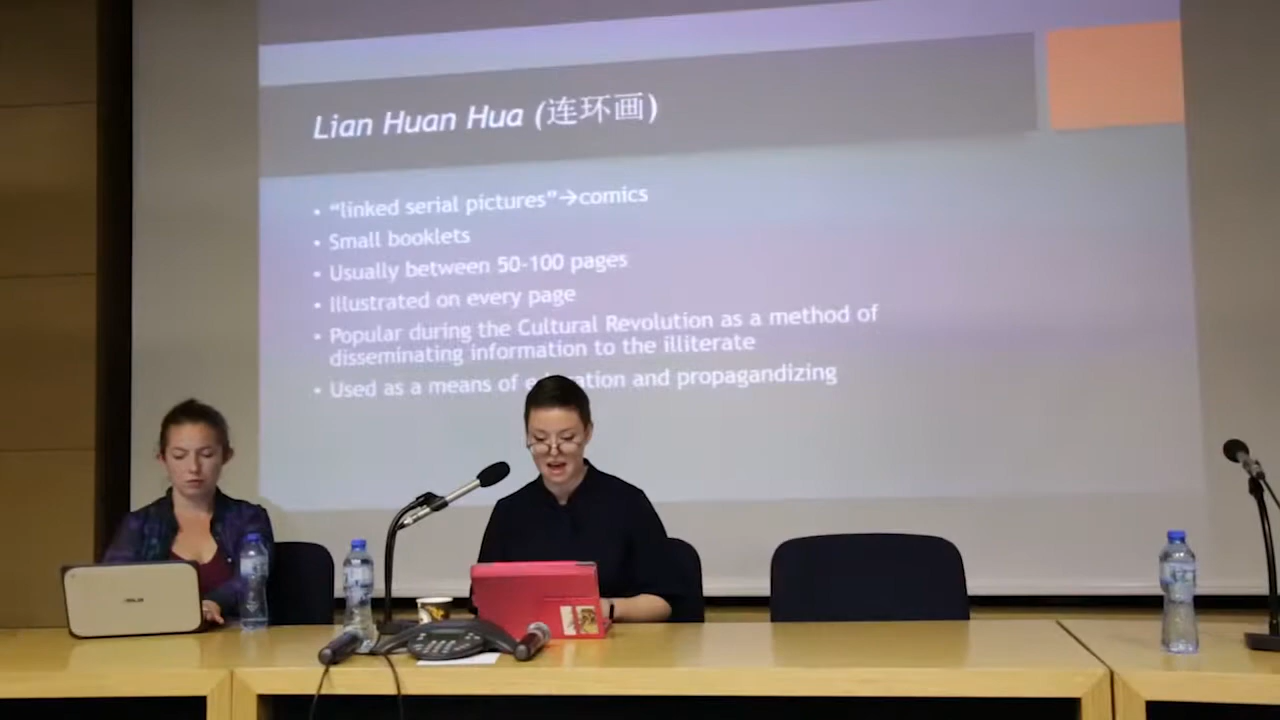 Lian Huan Hua (连环画)
• “linked serial pictures”→comics
• Small booklets
• Usually between 50-100 pages
• Illustrated on every page
• Popular during the Cultural Revolution as a method of
disseminating information to the illiterate
• Used as a means of and propagandizing
ASUS